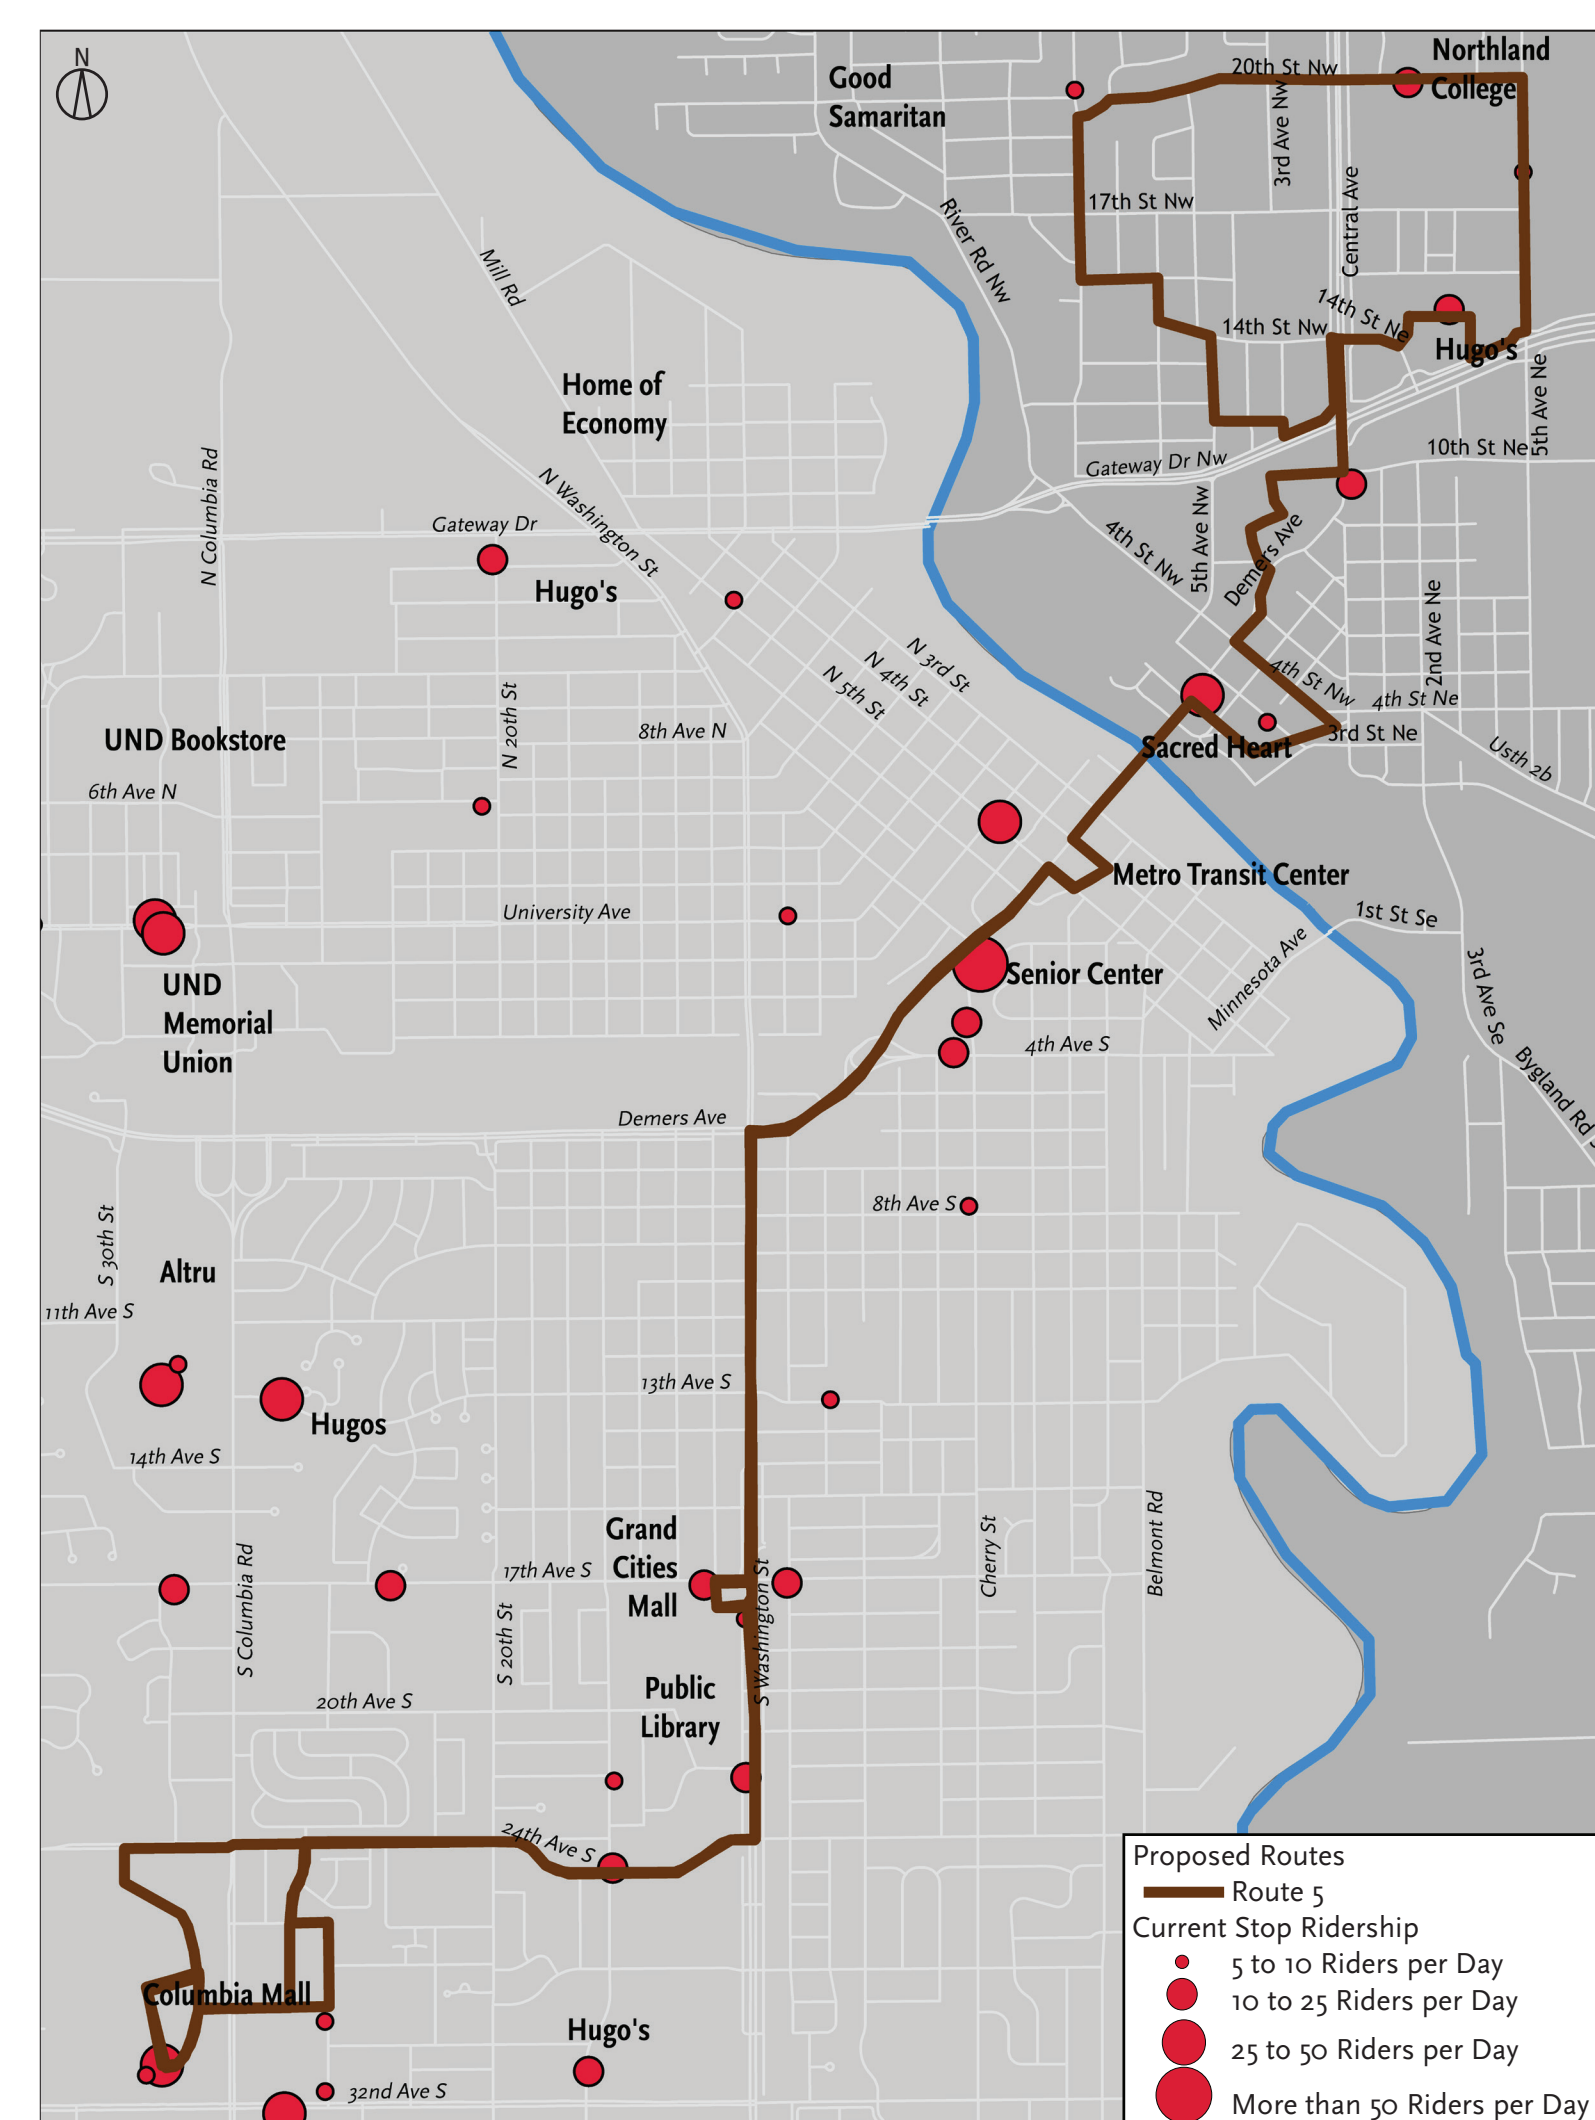 N
Northland
College
Good
Samaritan
20th St Nw
3rd Ave Nw
Central Ave
17th St Nw
River Rd Nw
Mill Rd
14th St Ne
14th St Nw
Hugo's
5th Ave Ne
Home of
Economy
10th St Ne
Gateway Dr Nw
N Columbia Rd
N Washington St
Gateway Dr
5th Ave Nw
4th St Nw
Demers Ave
Hugo's
2nd Ave Ne
N 3rd St
N 4th St
N 5th St
4th St Nw
4th St Ne
N 20th St
8th Ave N
3rd St Ne
UND Bookstore
Sacred Heart
Usth 2b
6th Ave N
Metro Transit Center
University Ave
1st St Se
Minnesota Ave
UND
Memorial
Union
Senior Center
3rd Ave Se
4th Ave S
Bygland Rd
Demers Ave
8th Ave S
S 30th St
Altru
11th Ave S
13th Ave S
Hugos
14th Ave S
Grand
Cities
Mall
17th Ave S
Cherry St
Belmont Rd
S Columbia Rd
S 20th St
S Washington St
20th Ave S
Public
Library
24th Ave S
Columbia Mall
Hugo's
32nd Ave S
Proposed Routes
Route 5
Current Stop Ridership
5 to 10 Riders per Day
10 to 25 Riders per Day
25 to 50 Riders per Day
More than 50 Riders per Day